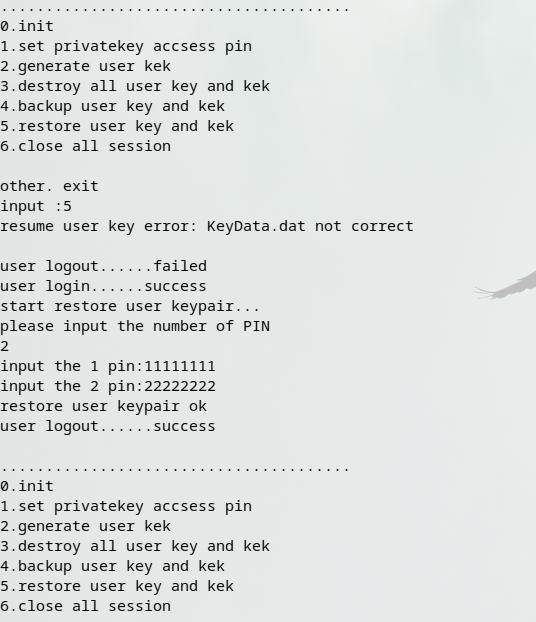 .......................................
0.init
1.set privatekey accsess pin
2.generate user kek
3.destroy all user key and kek
4.backup user key and kek
5.restore user key and kek
6.close all session
other. exit
input :5
resume user key error: KeyData.dat not correct
user logout......failed
user login......success
start restore user keypair...
please input the number of PIN
2
input the 1 pin:11111111
input the 2 pin:22222222
restore user keypair ok
user logout......success
.......................................
0.init
1.set privatekey accsess pin
2.generate user kek
3.destroy all user key and kek
4.backup user key and kek
5.restore user key and kek
6.close all session